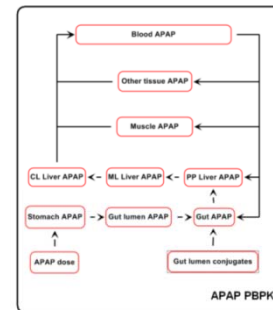 Blood APAP
Other tissue APAP
Muscle APAP
CL Liver APAP ML Liver APAP PP Liver APAP
Stomach APAP Gut lumen APAP Gut APAP
APAP dose Gut lumen conjugates
APAP PBPK